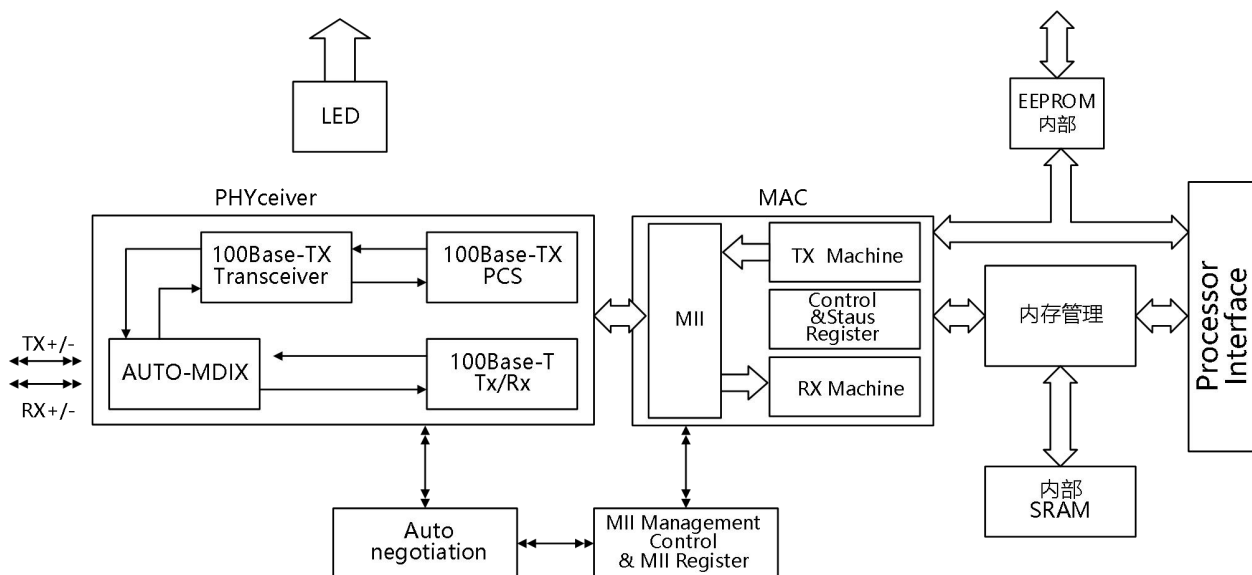 LED
EEPROM
内部
PHYceiver
MAC
100Base-TX
Transceiver
100Base-TX
PCS
AUTO-MDIX
100Base-T
Tx/Rx
TX+/-
RX+/-
MII
TX Machine
Control
&Staus
Register
RX Machine
内存管理
Processor
Interface
内部
SRAM
Auto
negotiation
MII Management
Control
& MII Register